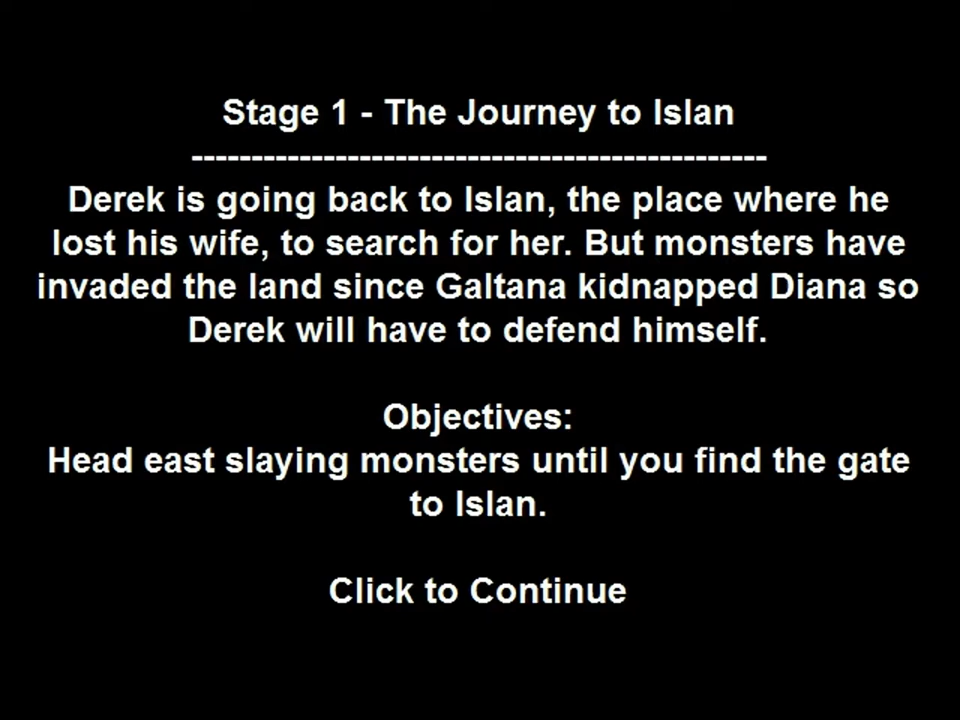 Stage 1 - The Journey to Islan
------------------------------------------------
Derek is going back to Islan, the place where he
lost his wife, to search for her. But monsters have
invaded the land since Galtana kidnapped Diana so
Derek will have to defend himself.
Objectives:
Head east slaying monsters until you find the gate
to Islan.
Click to Continue